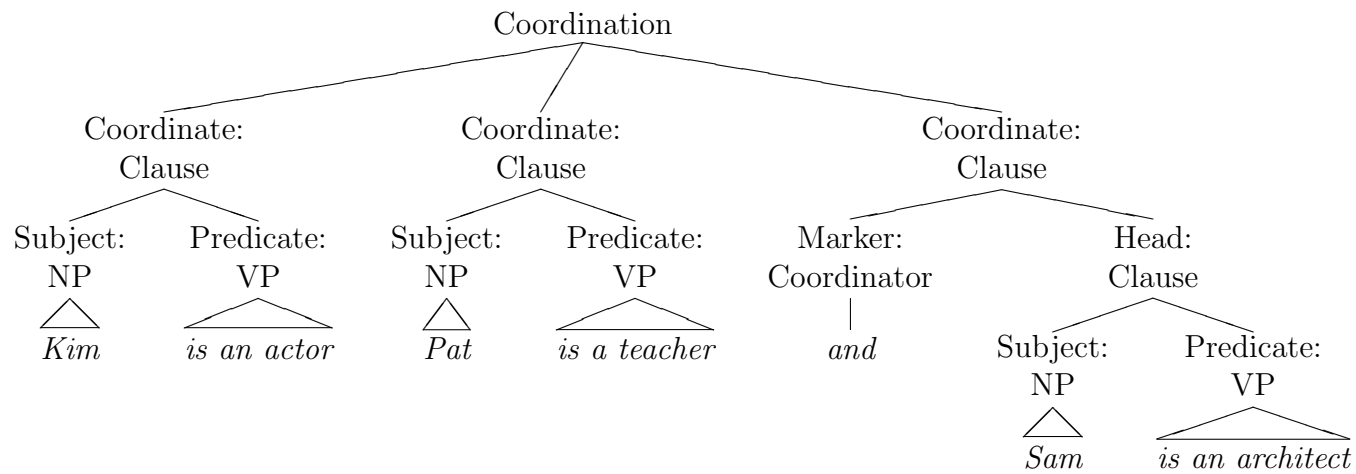 Coordination
Coordinate: Coordinate: Coordinate:
Clause Clause Clause
Subject: Predicate: Subject: Predicate: Marker: Head:
NP VP NP VP Coordinator Clause
Kim is an actor Pat is a teacher and Subject: Predicate:
NP VP
Sam is an architect